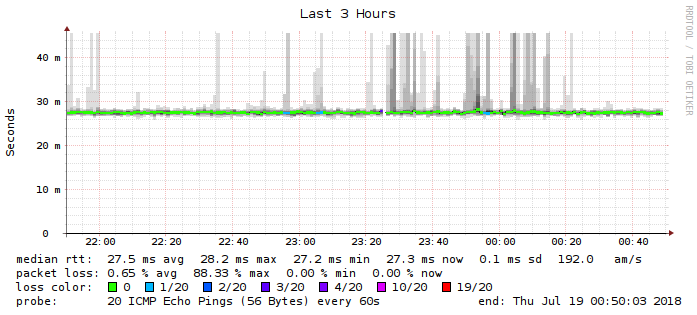 Last 3 Hours
RRDTOOL / TOBI OETIKER
Seconds
40 m
30 m
20 m
10 m
0
22:00 22:20 22:40 23:00 23:20 23:40 00:00 00:20 00:40
median rtt: 27.5 ms avg 28.2 ms max 27.2 ms min 27.3 ms now 0.1 ms sd 192.0 am/s
packet loss: 0.65 % avg 88.33 % max 0.00 % min 0.00 % now
loss color: 0 1/20 2/20 3/20 4/20 10/20 19/20
probe: 20 ICMP Echo Pings (56 Bytes) every 60s end: Thu Jul 19 00:50:03 2018